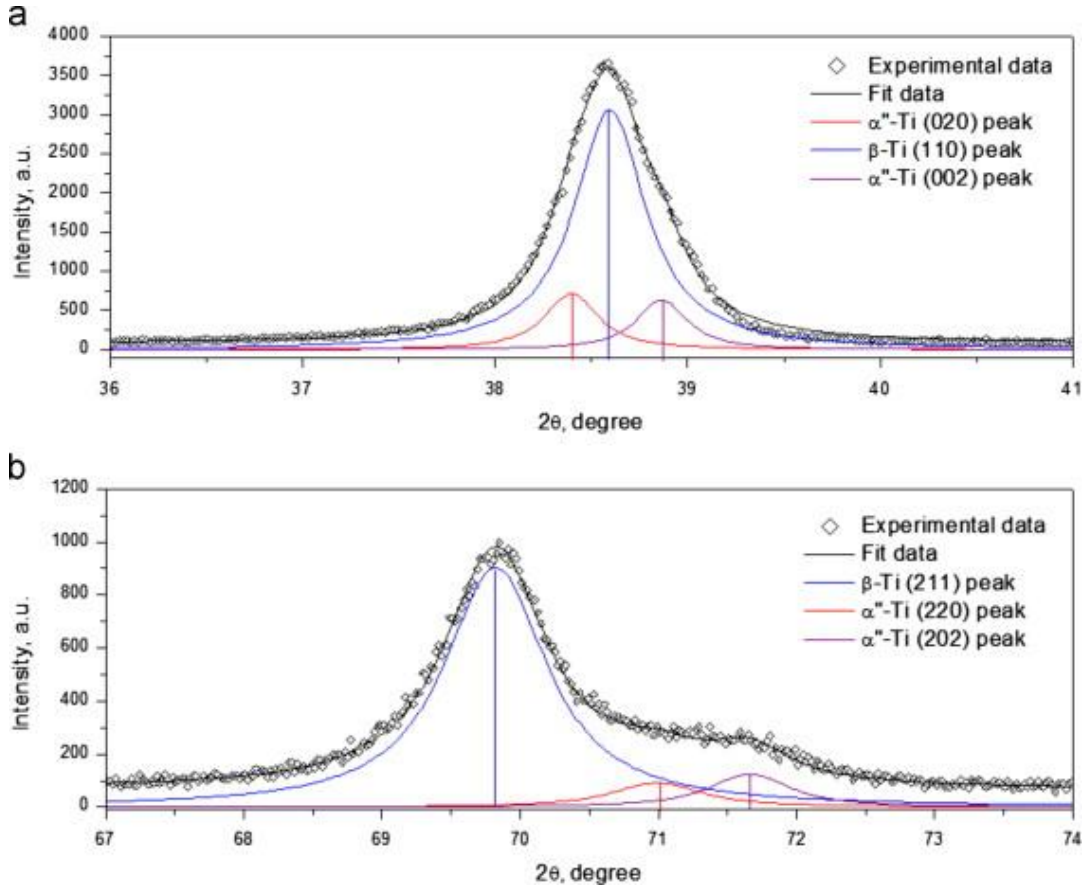 a
4000
3500
3000
2500
2000
1500
1000
500
0
Intensity, a.u.
Experimental data
Fit data
α"-Ti (020) peak
β-Ti (110) peak
α"-Ti (002) peak
36 37 38 39 40 41
2θ, degree
b
1200
1000
800
600
400
200
0
Intensity, a.u.
Experimental data
Fit data
β-Ti (211) peak
α"-Ti (220) peak
α"-Ti (202) peak
67 68 69 70 71 72 73 74
2θ, degree